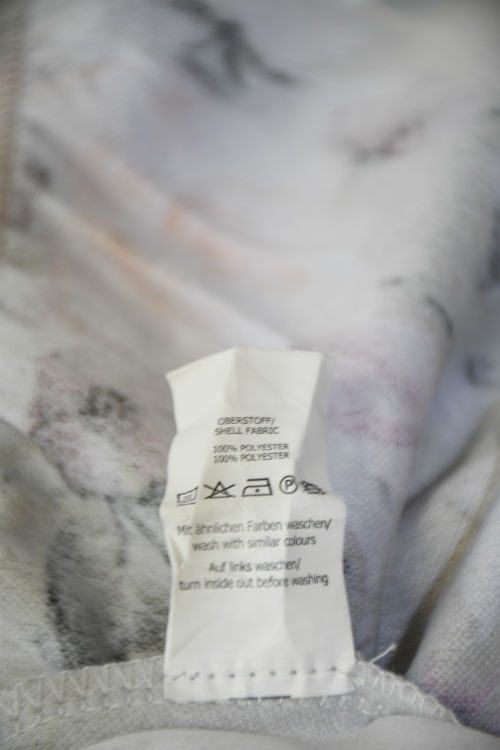 OBERSTOFF/
SHELL FABRIC
100% POLYESTER
100% POLYESTER
P
Mit ähnlichen Farben waschen/
wash with similar colours
Auf links waschen/
turn inside out before washing